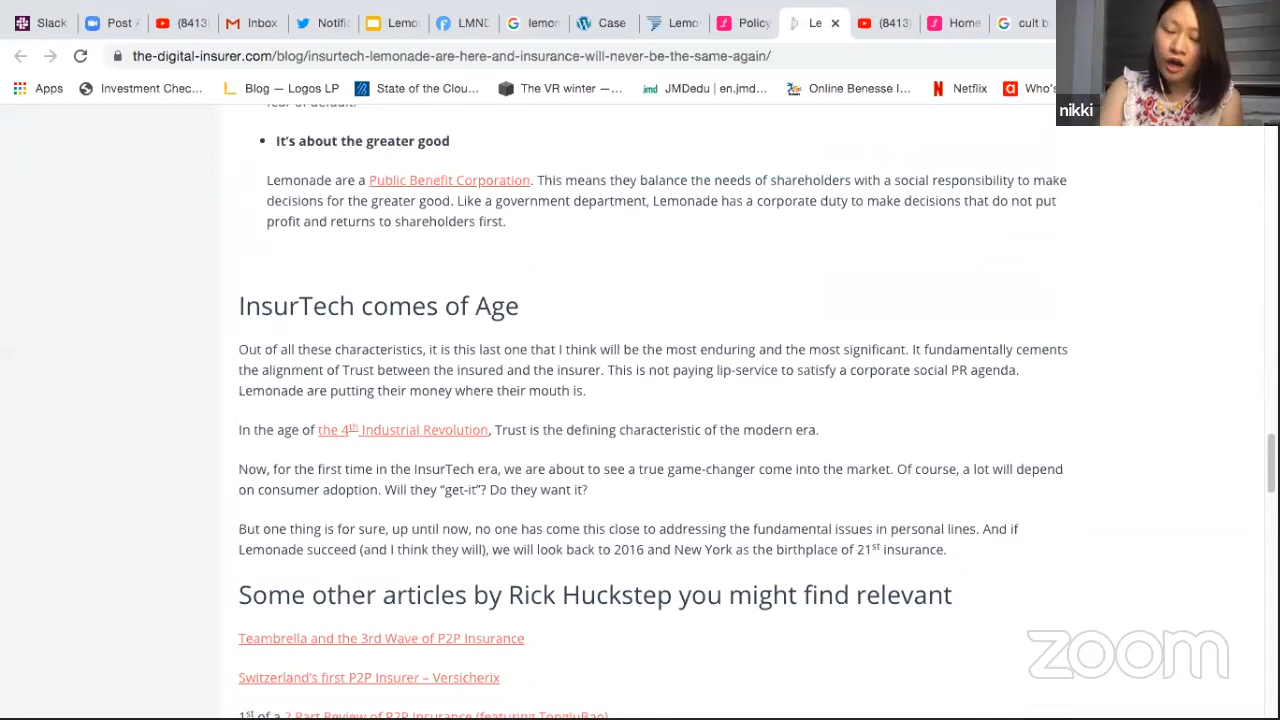 Slack
Post
(8413)
Inbox
Notific
Lemo
LMND
lemon
Case
Lemo
Policy
Le
(8413)
Home
cult b
the-digital-insurer.com/blog/insurtech-lemonade-are-here-and-insurance-will-never-be-the-same-again/
Apps
Investment Chec...
Blog — Logos LP
State of the Clou...
The VR winter —...
JMDedu | en.jmd...
Online Benesse I...
Netflix
Who's
nikki
fear of default.
• It's about the greater good
Lemonade are a Public Benefit Corporation. This means they balance the needs of shareholders with a social responsibility to make
decisions for the greater good. Like a government department, Lemonade has a corporate duty to make decisions that do not put
profit and returns to shareholders first.
InsurTech comes of Age
Out of all these characteristics, it is this last one that I think will be the most enduring and the most significant. It fundamentally cements
the alignment of Trust between the insured and the insurer. This is not paying lip-service to satisfy a corporate social PR agenda.
Lemonade are putting their money where their mouth is.
In the age of the 4th Industrial Revolution, Trust is the defining characteristic of the modern era.
Now, for the first time in the InsurTech era, we are about to see a true game-changer come into the market. Of course, a lot will depend
on consumer adoption. Will they “get-it”? Do they want it?
But one thing is for sure, up until now, no one has come this close to addressing the fundamental issues in personal lines. And if
Lemonade succeed (and I think they will), we will look back to 2016 and New York as the birthplace of 21st insurance.
Some other articles by Rick Huckstep you might find relevant
Teambrella and the 3rd Wave of P2P Insurance
Switzerland's first P2P Insurer – Versicherix
1st of a 2 Part Review of P2P Insurance (featuring TongJuBao)
zoom